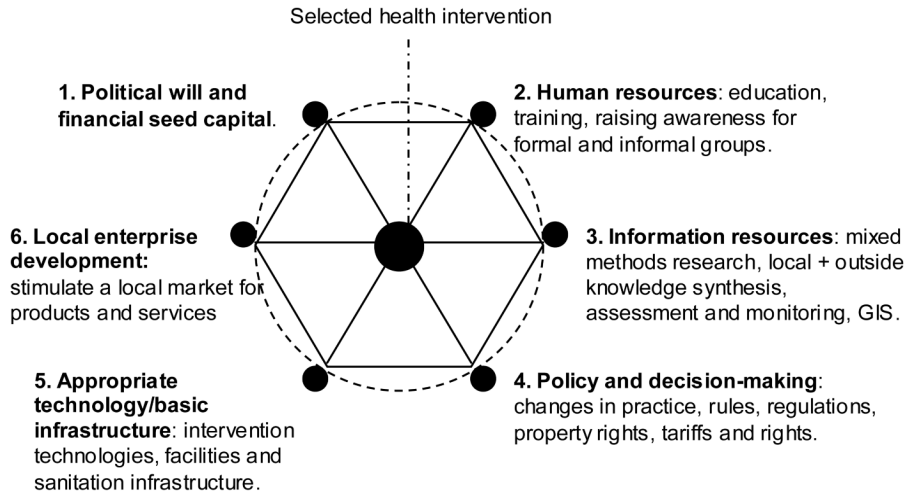 Selected health intervention
1. Political will and
financial seed capital.
2. Human resources: education,
training, raising awareness for
formal and informal groups.
3. Information resources: mixed
methods research, local + outside
knowledge synthesis,
assessment and monitoring, GIS.
4. Policy and decision-making:
changes in practice, rules, regulations,
property rights, tariffs and rights.
5. Appropriate
technology/basic
infrastructure: intervention
technologies, facilities and
sanitation infrastructure.
6. Local enterprise
development:
stimulate a local market for
products and services